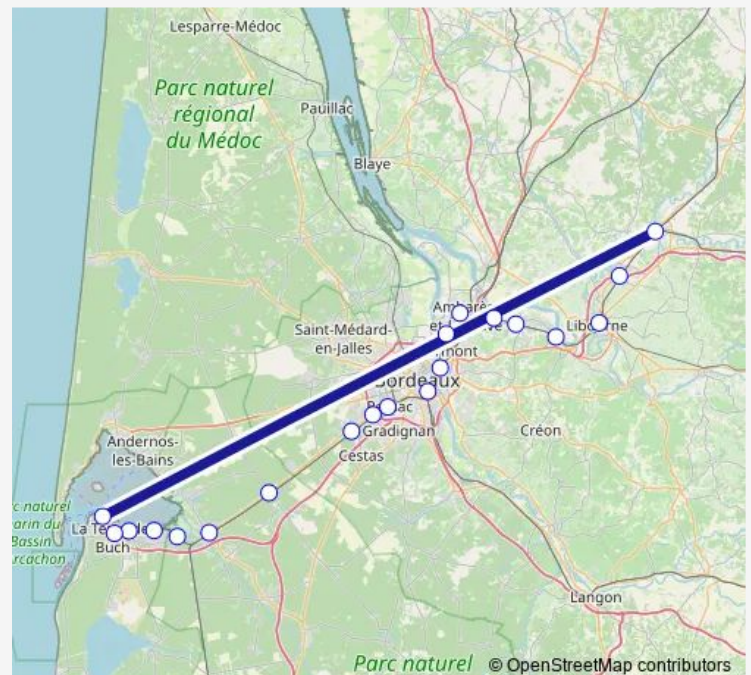 Lesparre-Médoc
Parc naturel
régional
du Médoc
Pauillac
Blaye
Saint-Médard-
en-Jalles
Libourne
Bordeaux
Gradignan
Créon
Cestas
Andernos-
les-Bains
Buch
Langon
Parc naturel
© OpenStreetMap contributors